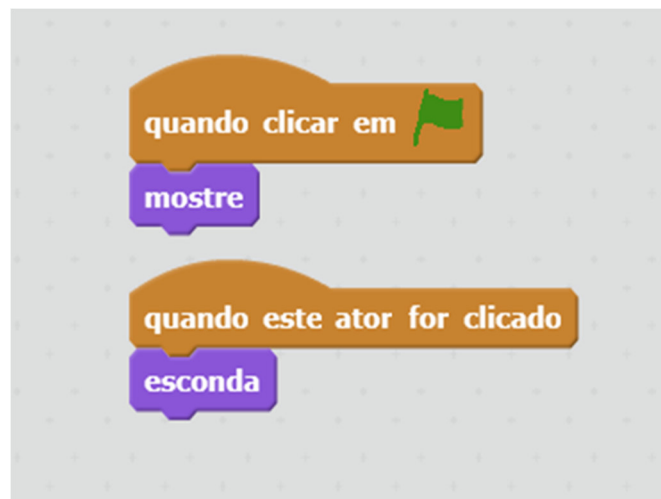 quando clicar em
mostre
quando este ator for clicado
esconda